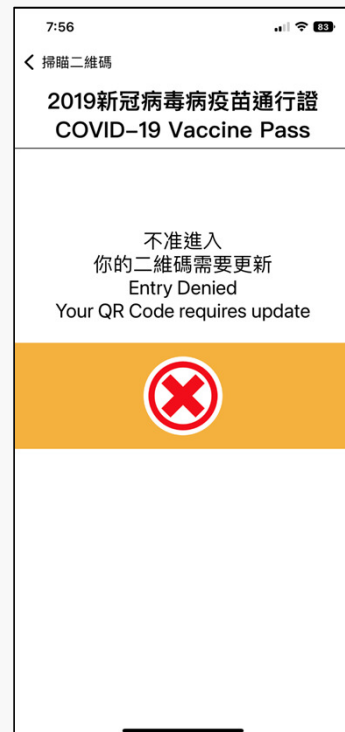 7:56
83
掃瞄二維碼
2019新冠病毒病疫苗通行證
COVID–19 Vaccine Pass
不准進入
你的二維碼需要更新
Entry Denied
Your QR Code requires update